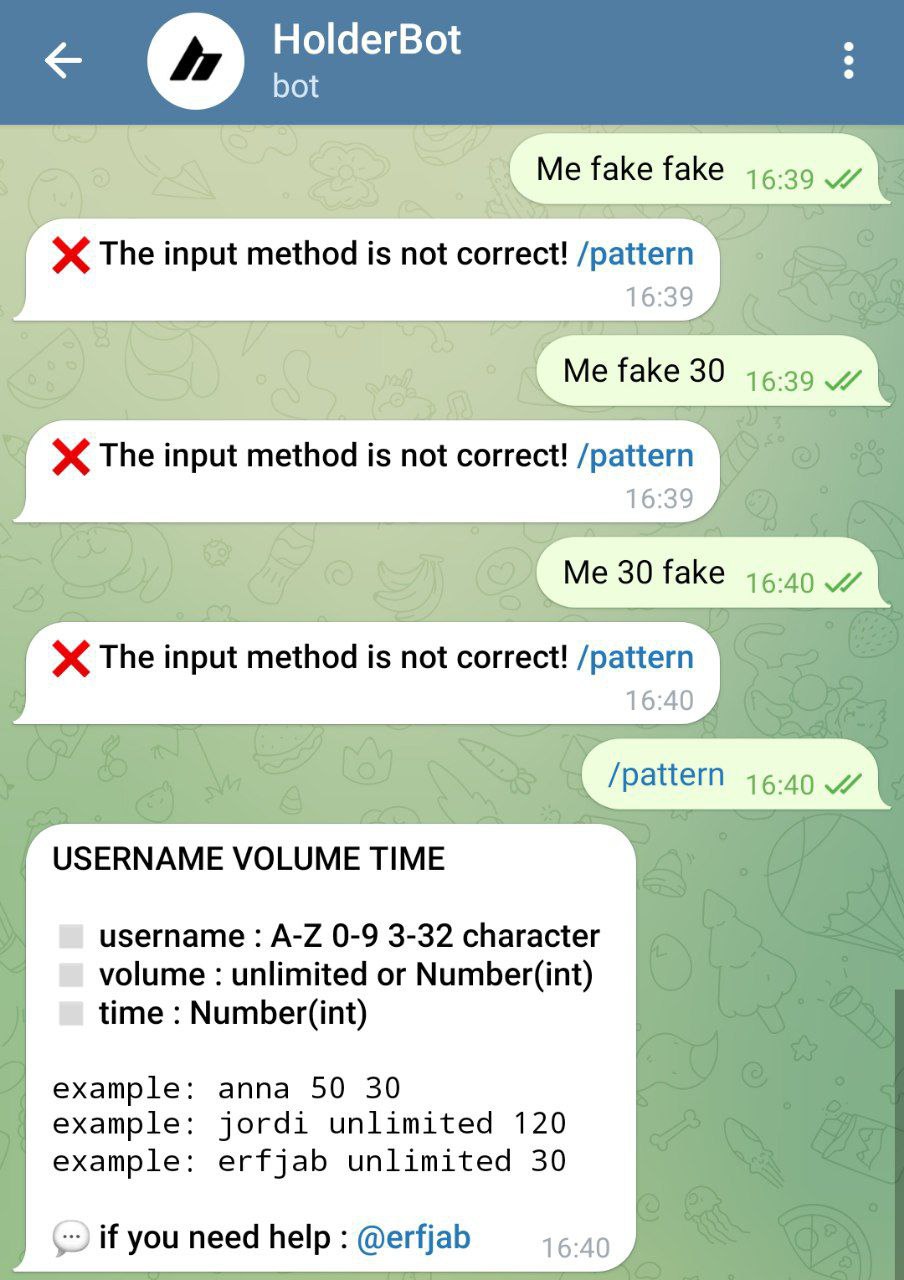 HolderBot
bot
Me fake fake 16:39
❌ The input method is not correct! /pattern
16:39
Me fake 30 16:39
❌ The input method is not correct! /pattern
16:39
Me 30 fake 16:40
❌ The input method is not correct! /pattern
16:40
/pattern 16:40
USERNAME VOLUME TIME
◽ username : A-Z 0-9 3-32 character
◽ volume : unlimited or Number(int)
◽ time : Number(int)
example: anna 50 30
example: jordi unlimited 120
example: erfjab unlimited 30
💬 if you need help : @erfjab 16:40